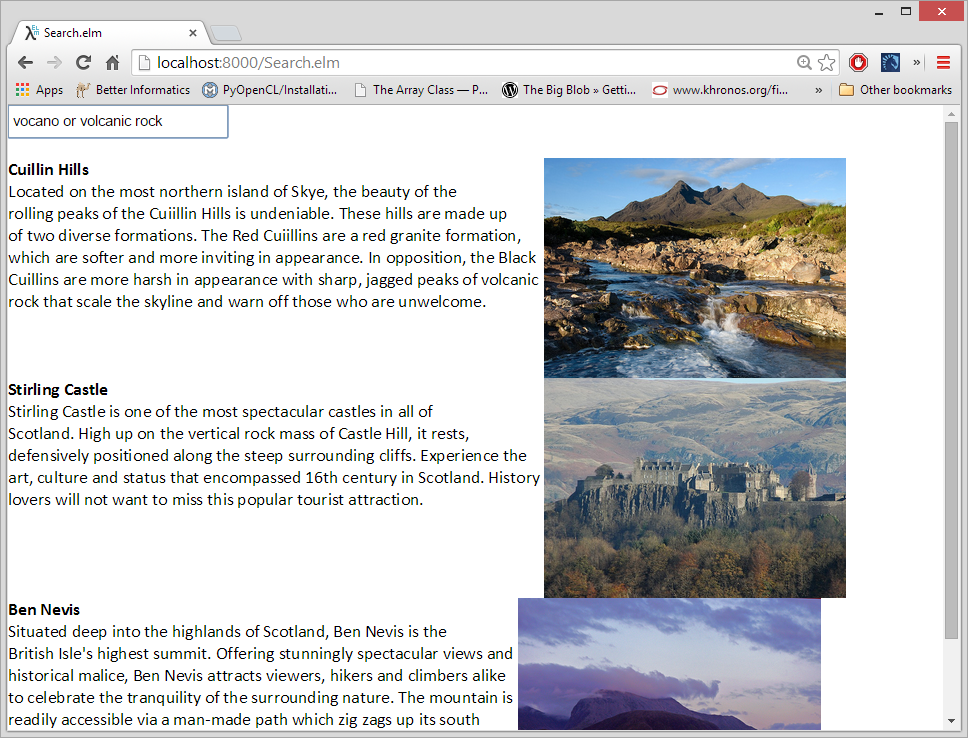 Search.elm
localhost:8000/Search.elm
Apps Better Informatics PyOpenCL/Installati... The Array Class — P... The Big Blob » Getti... www.khronos.org/fi... » Other bookmarks
vocano or volcanic rock
Cuillin Hills
Located on the most northern island of Skye, the beauty of the
rolling peaks of the Cuiillin Hills is undeniable. These hills are made up
of two diverse formations. The Red Cuiillins are a red granite formation,
which are softer and more inviting in appearance. In opposition, the Black
Cuillins are more harsh in appearance with sharp, jagged peaks of volcanic
rock that scale the skyline and warn off those who are unwelcome.
Stirling Castle
Stirling Castle is one of the most spectacular castles in all of
Scotland. High up on the vertical rock mass of Castle Hill, it rests,
defensively positioned along the steep surrounding cliffs. Experience the
art, culture and status that encompassed 16th century in Scotland. History
lovers will not want to miss this popular tourist attraction.
Ben Nevis
Situated deep into the highlands of Scotland, Ben Nevis is the
British Isle's highest summit. Offering stunningly spectacular views and
historical malice, Ben Nevis attracts viewers, hikers and climbers alike
to celebrate the tranquility of the surrounding nature. The mountain is
readily accessible via a man-made path which zig zags up its south